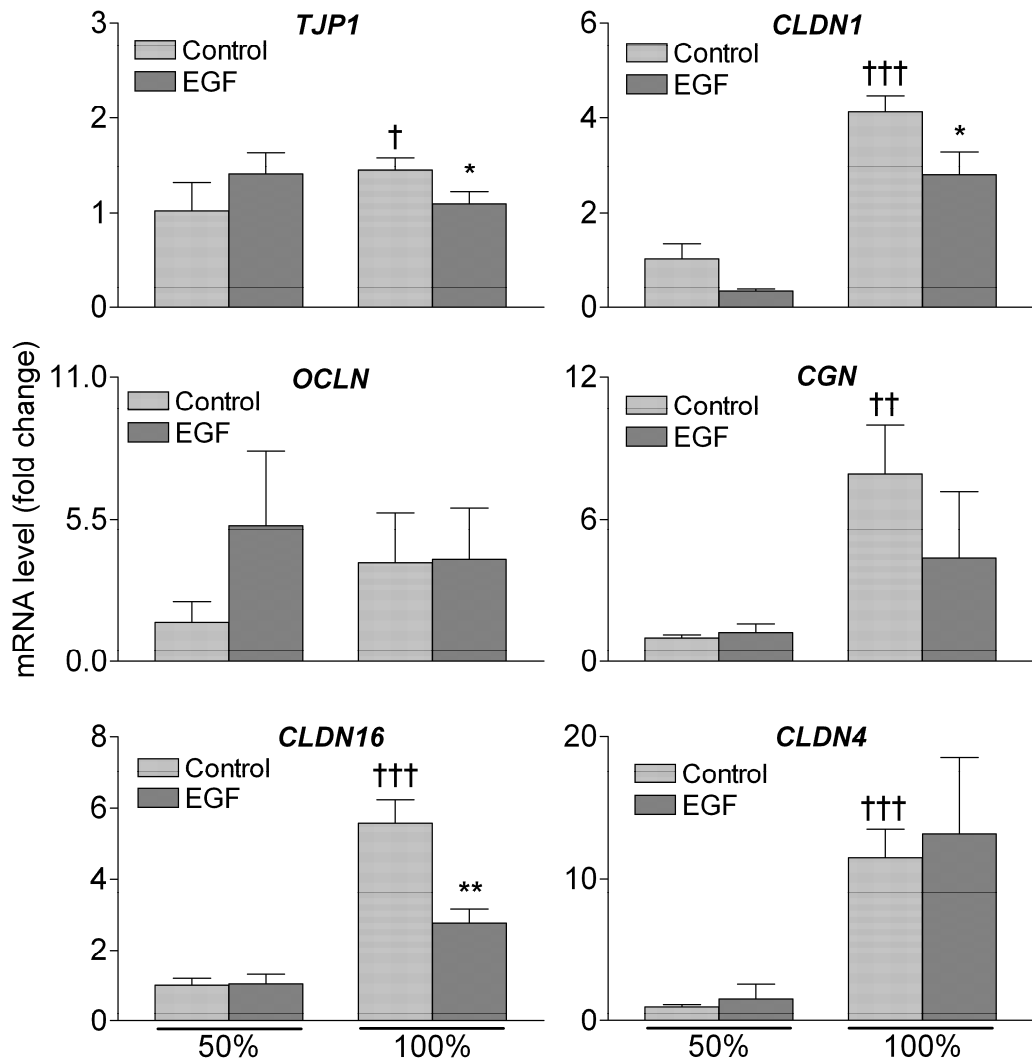 mRNA level (fold change)
TJP1
3
2
1
0
Control
EGF
†
*
CLDN1
6
4
2
0
Control
EGF
†††
*
OCLN
11.0
5.5
0.0
Control
EGF
CGN
12
6
0
Control
EGF
††
CLDN16
8
6
4
2
0
Control
EGF
†††
**
50%
100%
CLDN4
20
10
0
Control
EGF
†††
50%
100%